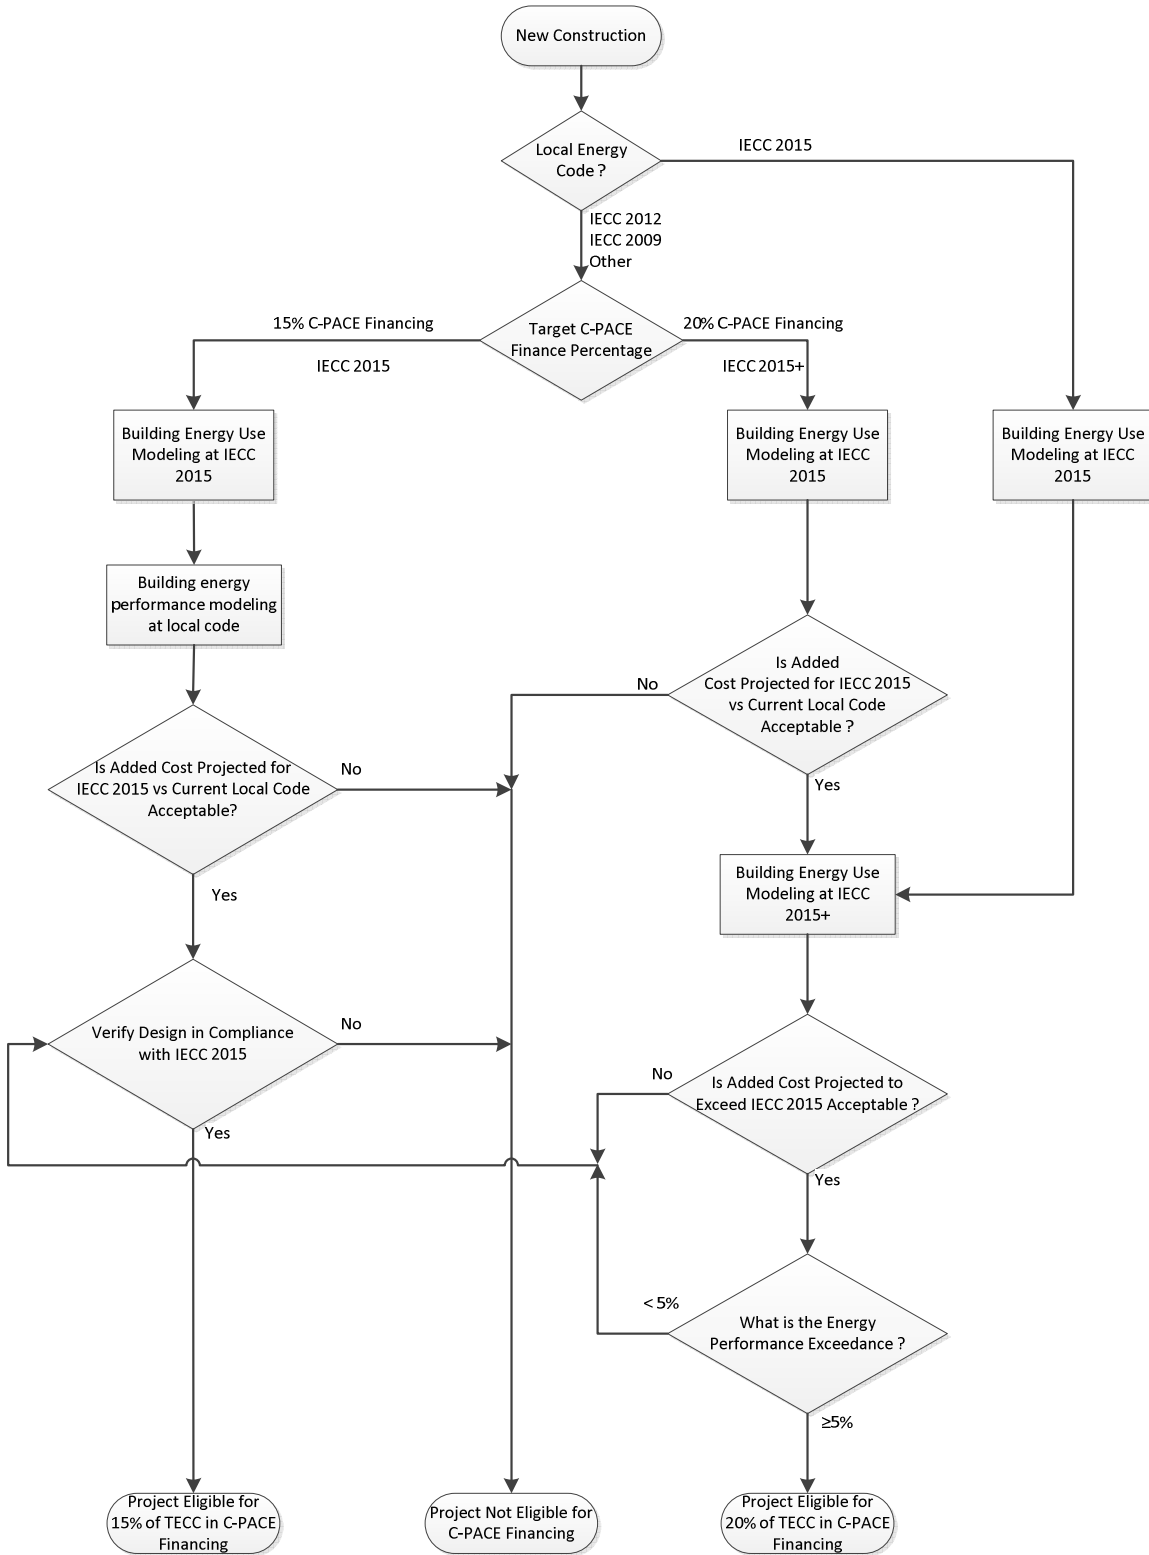 New Construction
Local Energy
Code ?
IECC 2015
IECC 2012
IECC 2009
Other
15% C-PACE Financing
IECC 2015
Target C-PACE
Finance Percentage
20% C-PACE Financing
IECC 2015+
Building Energy Use
Modeling at IECC
2015
Building Energy Use
Modeling at IECC
2015
Building Energy Use
Modeling at IECC
2015
Building energy
performance modeling
at local code
Is Added
Cost Projected for IECC 2015
vs Current Local Code
Acceptable ?
No
Yes
Is Added Cost Projected for
IECC 2015 vs Current Local Code
Acceptable?
No
Yes
Building Energy Use
Modeling at IECC
2015+
Verify Design in Compliance
with IECC 2015
No
Yes
Is Added Cost Projected to
Exceed IECC 2015 Acceptable ?
No
Yes
What is the Energy
Performance Exceedance ?
< 5%
≥5%
Project Eligible for
15% of TECC in C-PACE
Financing
Project Not Eligible for
C-PACE Financing
Project Eligible for
20% of TECC in C-PACE
Financing